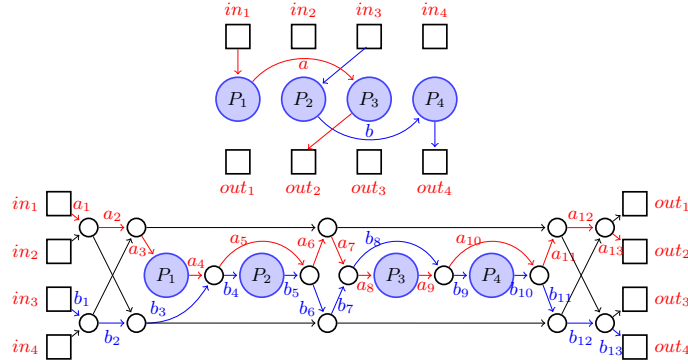 in1 in2 in3 in4
a
P1 P2 P3 P4
b
out1 out2 out3 out4
in1 a1 a2 a5 a6 a7 b8 a10 a12 out1
in2 a3 a11 a13 out2
P1 a4 b4 P2 b5 a8 P3 a9 b9 P4 b10
in3 b1 b3 b6 b7 b11 out3
in4 b2 b12 b13 out4